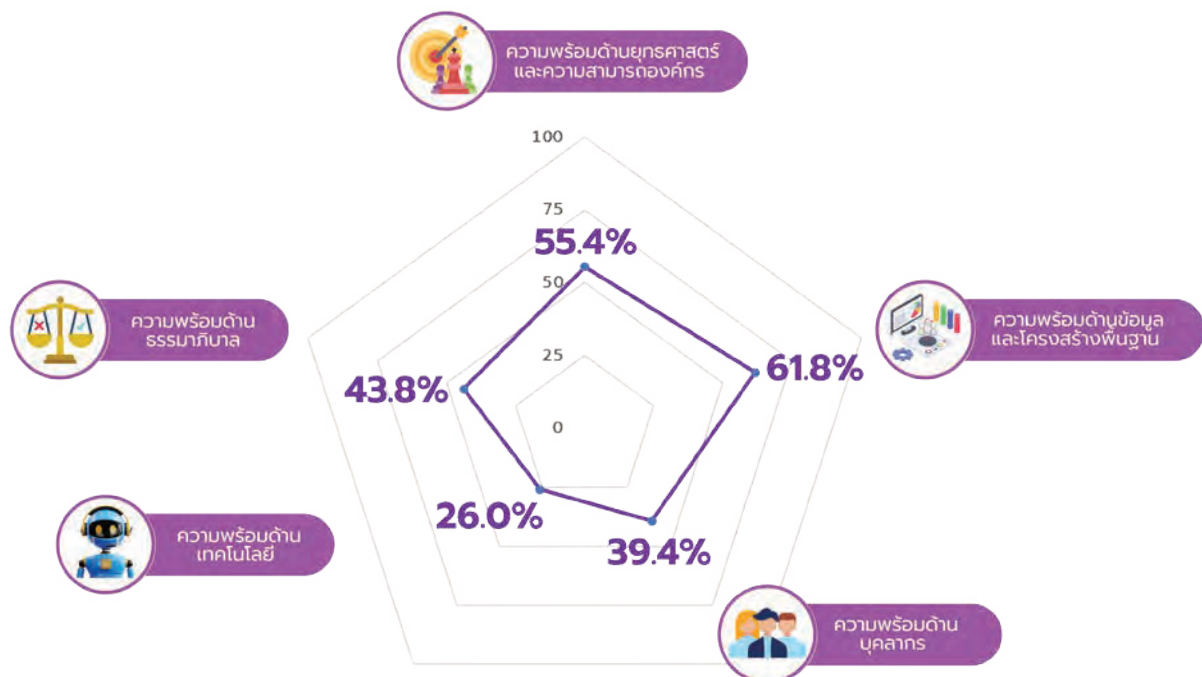 ความพร้อมด้านยุทธศาสตร์
และความสามารถองค์กร
100
75
55.4%
50
ความพร้อมด้าน
ธรรมาภิบาล
ความพร้อมด้านข้อมูล
และโครงสร้างพื้นฐาน
25
61.8%
43.8%
0
26.0%
ความพร้อมด้าน
เทคโนโลยี
39.4%
ความพร้อมด้าน
บุคลากร